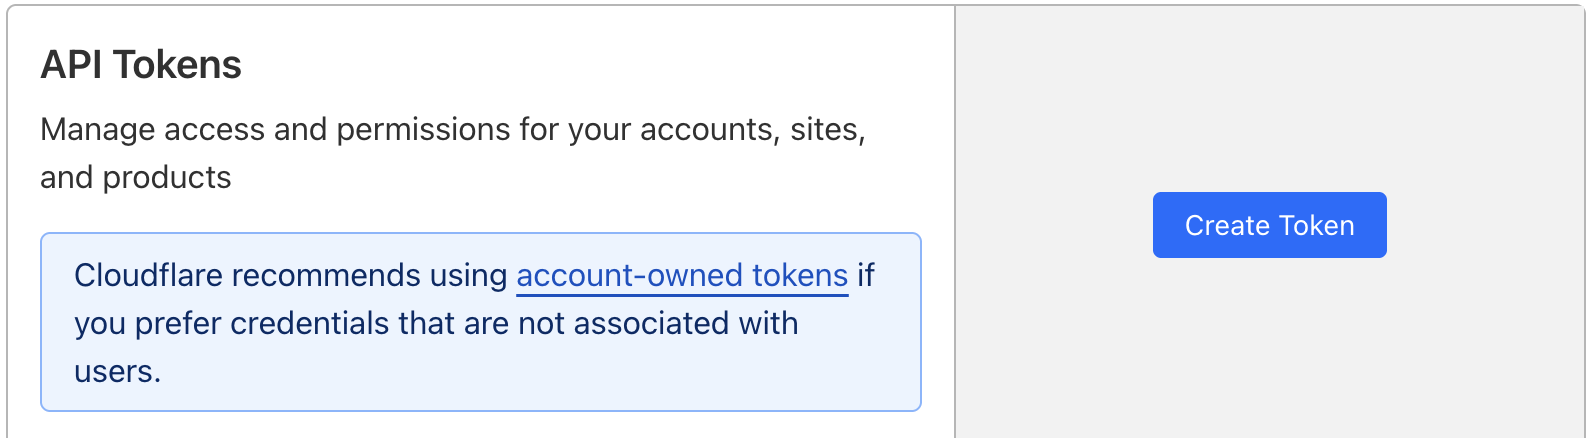 API Tokens
Manage access and permissions for your accounts, sites,
and products
Cloudflare recommends using account-owned tokens if
you prefer credentials that are not associated with
users.
Create Token